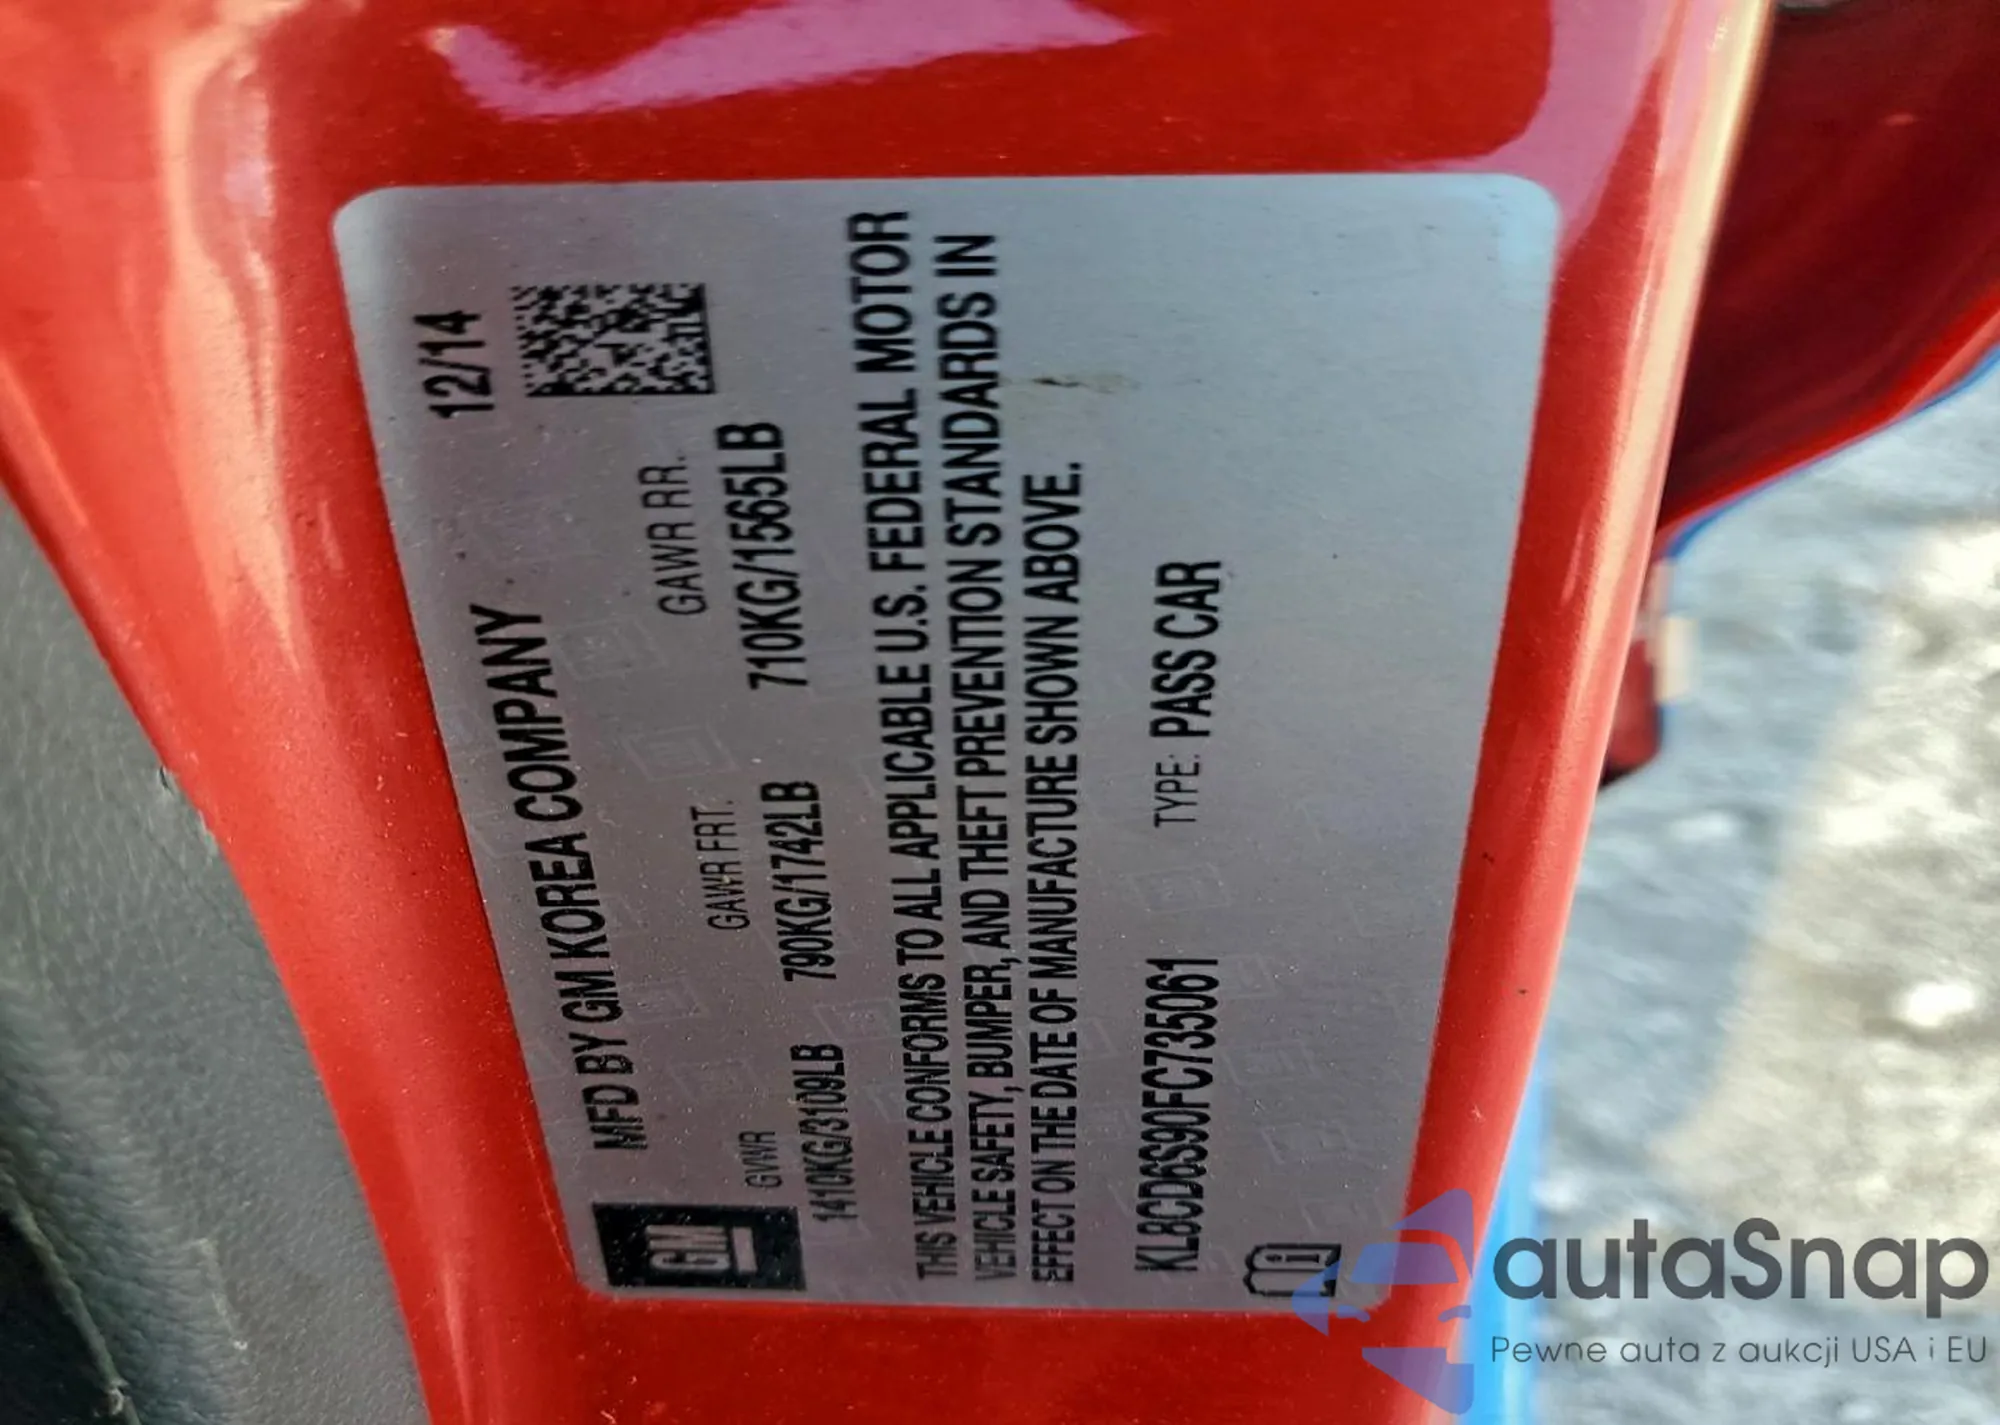 MFD BY GM KOREA COMPANY 12/14
GM
GVWR GAWR FRT. GAWR RR.
1410KG/3109LB 790KG/1742LB 710KG/1565LB
THIS VEHICLE CONFORMS TO ALL APPLICABLE U.S. FEDERAL MOTOR
VEHICLE SAFETY, BUMPER, AND THEFT PREVENTION STANDARDS IN
EFFECT ON THE DATE OF MANUFACTURE SHOWN ABOVE.
KL8CD6S90FC735061 TYPE: PASS CAR
autaSnap
Pewne auta z aukcji USA i EU